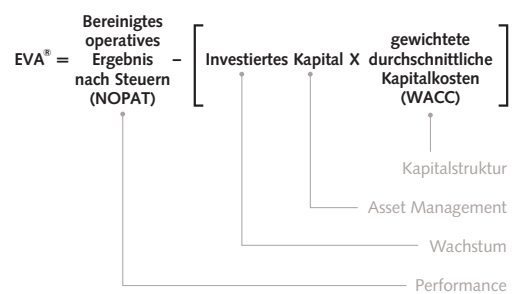 Bereinigtes
operatives
EVA® = Ergebnis – [ Investiertes Kapital X
nach Steuern
(NOPAT)
gewichtete
durchschnittliche
Kapitalkosten
(WACC) ]
Kapitalstruktur
Asset Management
Wachstum
Performance